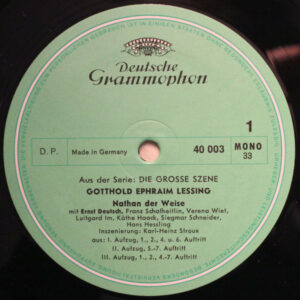 Deutsche
Grammophon
D. P.
Made in Germany
40 003
1
MONO
33
Aus der Serie: DIE GROSSE SZENE
GOTTHOLD EPHRAIM LESSING
Nathan der Weise
mit Ernst Deutsch, Franz Schafheitlin, Verena Wiet,
Luitgard Im, Käthe Haack, Siegmar Schneider,
Hans Hessling
Inszenierung: Karl-Heinz Stroux
aus: I. Aufzug, 1., 2., 4. u. 6. Auftritt
II. Aufzug, 5.-7. Auftritt
III. Aufzug, 1., 2., 4.-7. Auftritt